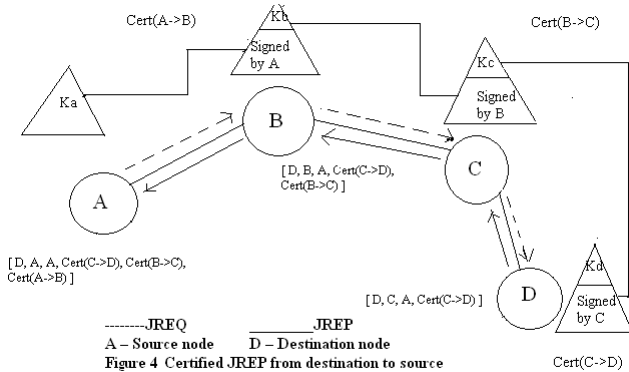 Cert(A->B)
Kb
Signed
by A
Cert(B->C)
Kc
Signed
by B
Ka
B
C
A
[ D, B, A, Cert(C->D),
Cert(B->C) ]
[ D, A, A, Cert(C->D), Cert(B->C),
Cert(A->B) ]
[ D, C, A, Cert(C->D) ]
D
Kd
Signed
by C
--------JREQ __________JREP
A – Source node D – Destination node
Figure 4 Certified JREP from destination to source
Cert(C->D)